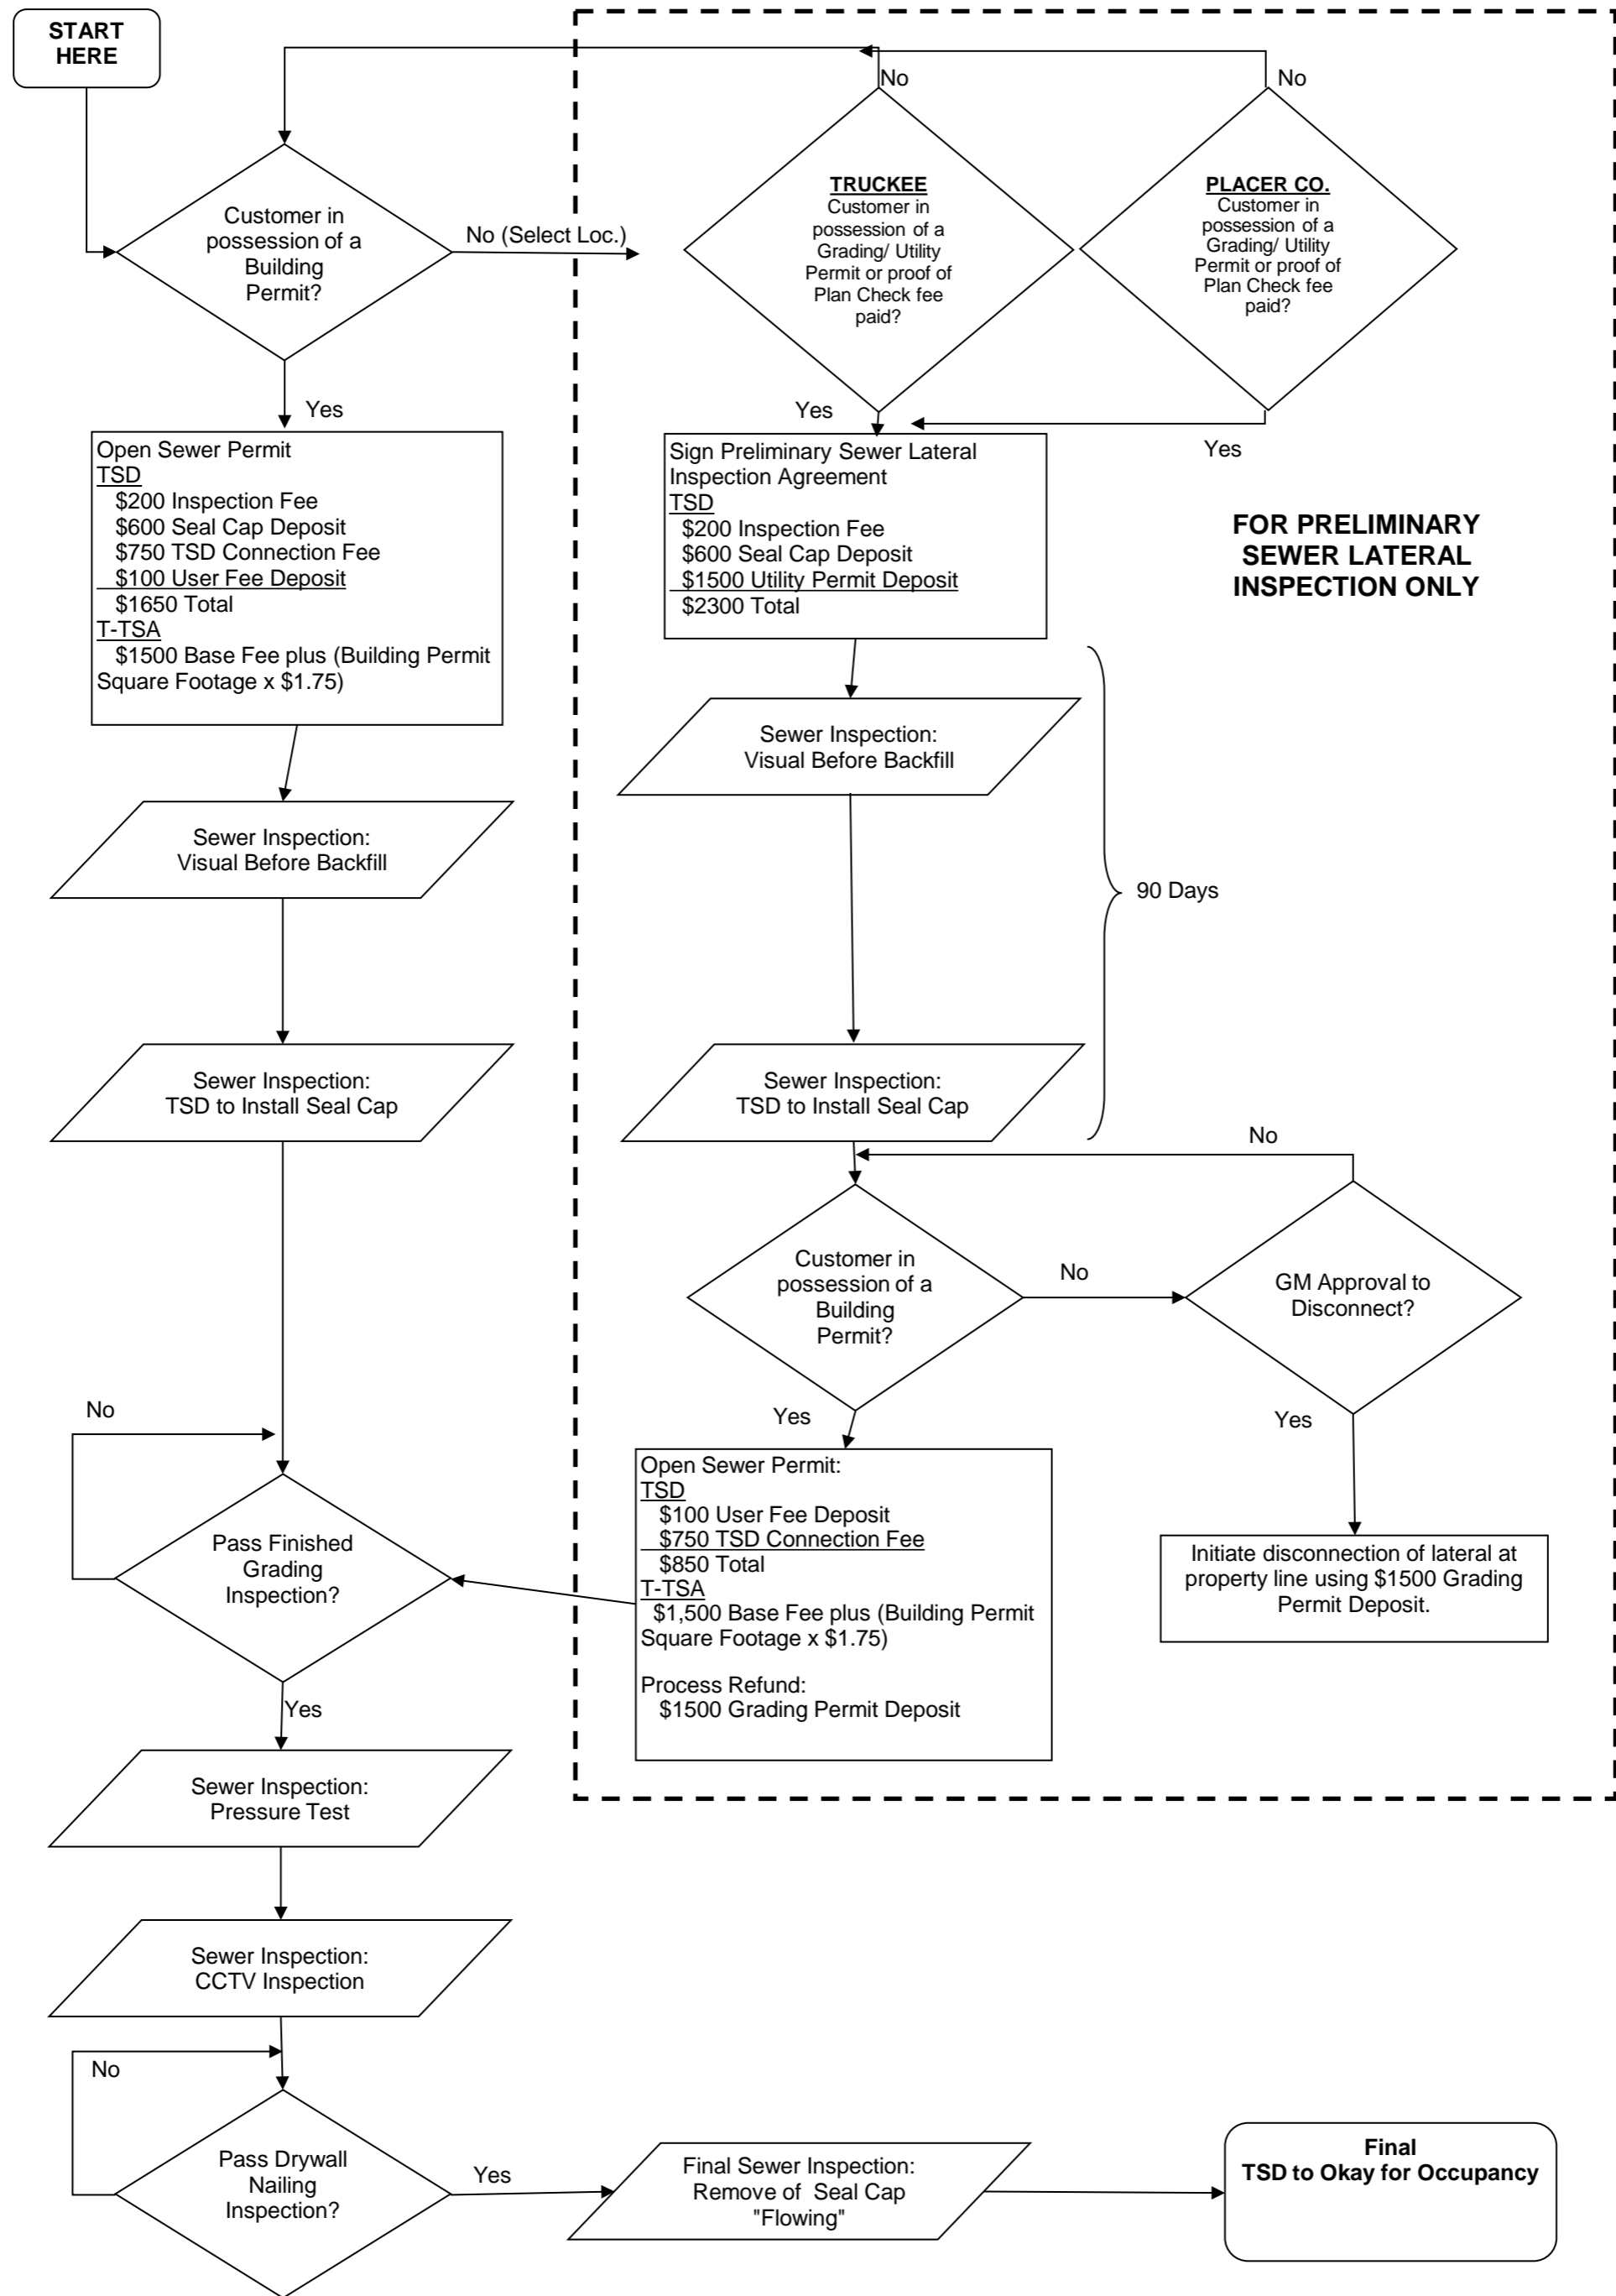 START
HERE
Customer in
possession of a
Building
Permit?
No (Select Loc.)
Yes
No
TRUCKEE
Customer in
possession of a
Grading/ Utility
Permit or proof of
Plan Check fee
paid?
Yes
No
PLACER CO.
Customer in
possession of a
Grading/ Utility
Permit or proof of
Plan Check fee
paid?
Yes
Open Sewer Permit
TSD
$200 Inspection Fee
$600 Seal Cap Deposit
$750 TSD Connection Fee
$100 User Fee Deposit
$1650 Total
T-TSA
$1500 Base Fee plus (Building Permit
Square Footage x $1.75)
Sign Preliminary Sewer Lateral
Inspection Agreement
TSD
$200 Inspection Fee
$600 Seal Cap Deposit
$1500 Utility Permit Deposit
$2300 Total
FOR PRELIMINARY
SEWER LATERAL
INSPECTION ONLY
Sewer Inspection:
Visual Before Backfill
Sewer Inspection:
Visual Before Backfill
90 Days
Sewer Inspection:
TSD to Install Seal Cap
Sewer Inspection:
TSD to Install Seal Cap
No
Customer in
possession of a
Building
Permit?
No
GM Approval to
Disconnect?
Yes
Yes
No
Pass Finished
Grading
Inspection?
Yes
Open Sewer Permit:
TSD
$100 User Fee Deposit
$750 TSD Connection Fee
$850 Total
T-TSA
$1,500 Base Fee plus (Building Permit
Square Footage x $1.75)
Process Refund:
$1500 Grading Permit Deposit
Initiate disconnection of lateral at
property line using $1500 Grading
Permit Deposit.
Sewer Inspection:
Pressure Test
Sewer Inspection:
CCTV Inspection
No
Pass Drywall
Nailing
Inspection?
Yes
Final Sewer Inspection:
Remove of Seal Cap
"Flowing"
Final
TSD to Okay for Occupancy